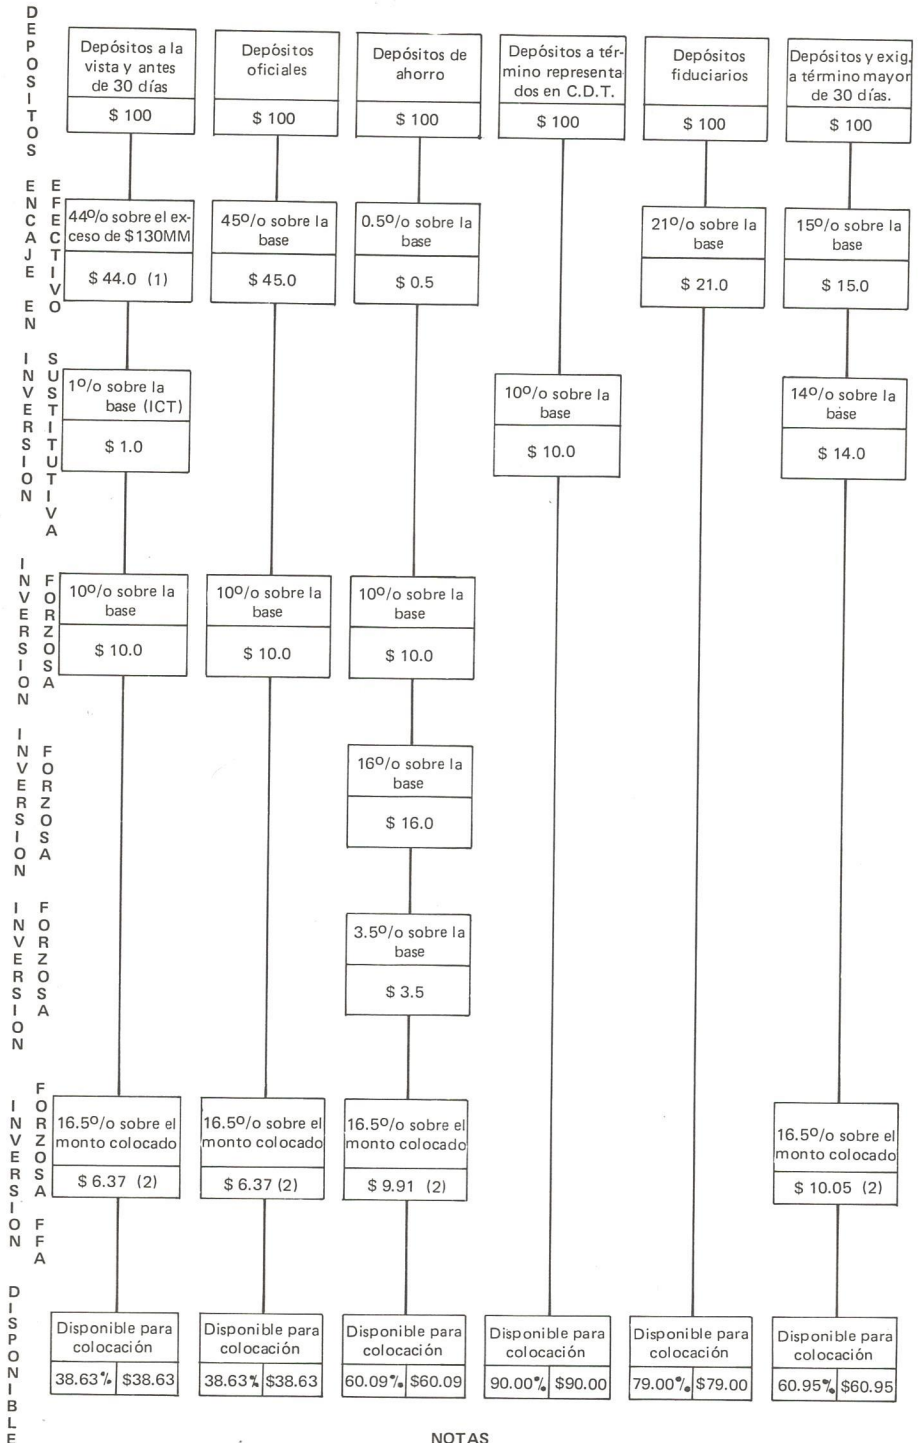 DEPOSITOS
Depósitos a la
vista y antes
de 30 días
$ 100
Depósitos
oficiales
$ 100
Depósitos de
ahorro
$ 100
Depósitos a tér-
mino representa
dos en C.D.T.
$ 100
Depósitos
fiduciarios
$ 100
Depósitos y exig.
a término mayor
de 30 días.
$ 100
ENCAJE EN
EFECTIVO
44º/o sobre el ex-
ceso de $130MM
$ 44.0 (1)
45º/o sobre la
base
$ 45.0
0.5º/o sobre la
base
$ 0.5
21º/o sobre la
base
$ 21.0
15º/o sobre la
base
$ 15.0
INVERSION
SUSTITUTIVA
1º/o sobre la
base (ICT)
$ 1.0
10º/o sobre la
base
$ 10.0
14º/o sobre la
base
$ 14.0
INVERSION
FORZOSA
10º/o sobre la
base
$ 10.0
10º/o sobre la
base
$ 10.0
10º/o sobre la
base
$ 10.0
INVERSION
FORZOSA
16º/o sobre la
base
$ 16.0
INVERSION
FORZOSA
3.5º/o sobre la
base
$ 3.5
INVERSION
FORZOSA FFA
16.5º/o sobre el
monto colocado
$ 6.37 (2)
16.5º/o sobre el
monto colocado
$ 6.37 (2)
16.5º/o sobre el
monto colocado
$ 9.91 (2)
16.5º/o sobre el
monto colocado
$ 10.05 (2)
DISPONIBLE
Disponible para
colocación
38.63% $38.63
Disponible para
colocación
38.63% $38.63
Disponible para
colocación
60.09% $60.09
Disponible para
colocación
90.00% $90.00
Disponible para
colocación
79.00% $79.00
Disponible para
colocación
60.95% $60.95
NOTAS